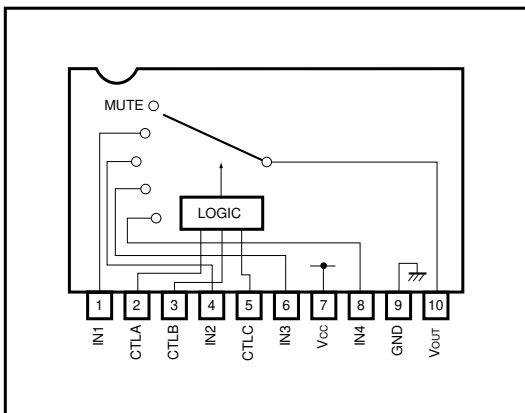 MUTE
LOGIC
1 2 3 4 5 6 7 8 9 10
IN1 CTLA CTLB IN2 CTLC IN3 Vcc IN4 GND VOUT